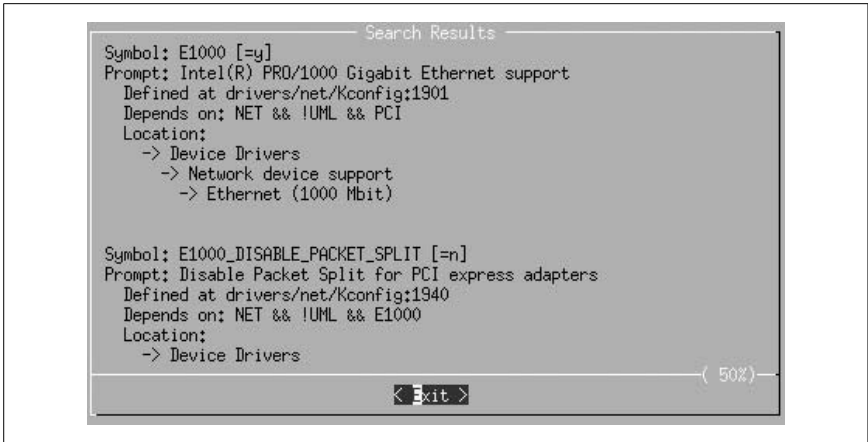 Search Results
Symbol: E1000 [=y]
Prompt: Intel(R) PRO/1000 Gigabit Ethernet support
Defined at drivers/net/Kconfig:1901
Depends on: NET && !UML && PCI
Location:
-> Device Drivers
-> Network device support
-> Ethernet (1000 Mbit)
Symbol: E1000_DISABLE_PACKET_SPLIT [=n]
Prompt: Disable Packet Split for PCI express adapters
Defined at drivers/net/Kconfig:1940
Depends on: NET && !UML && E1000
Location:
-> Device Drivers
( 50%)
< Exit >